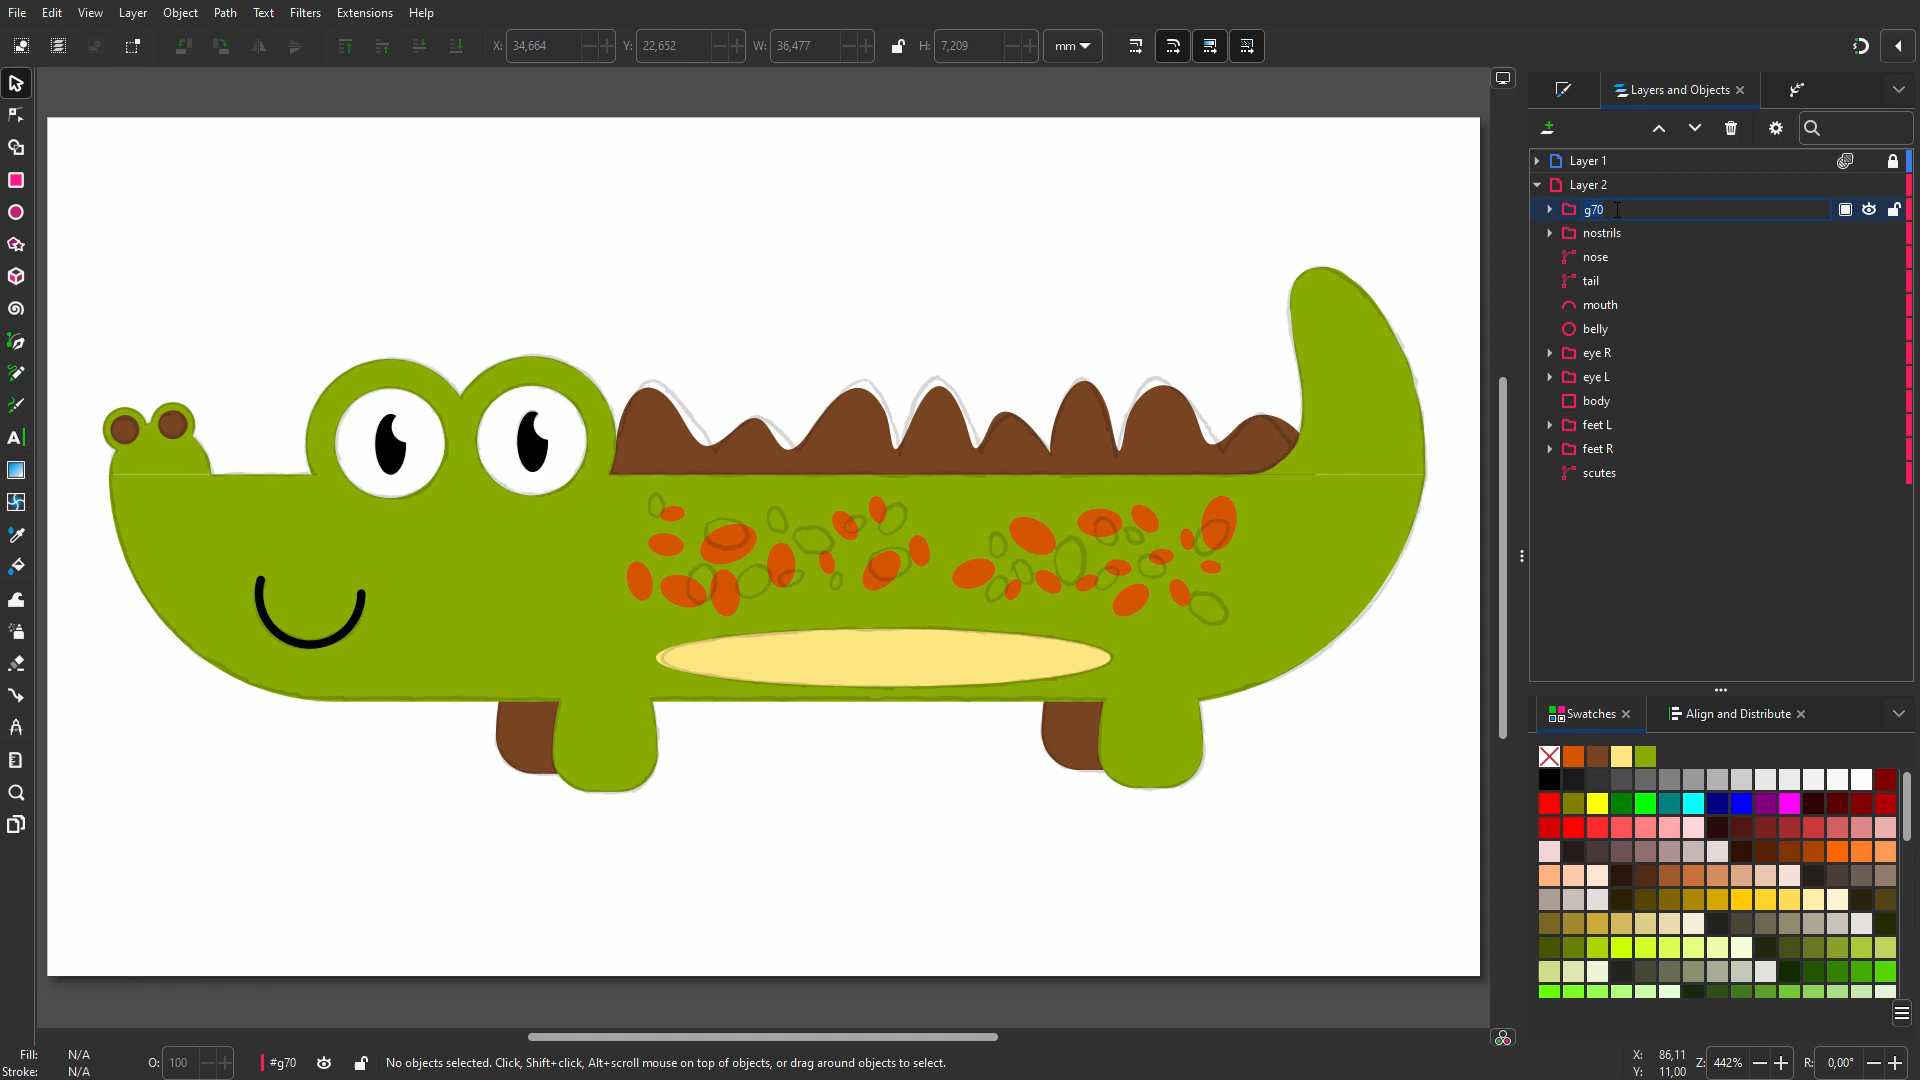 File Edit View Layer Object Path Text Filters Extensions Help
X: 34,664 Y: 22,652 W: 36,477 H: 7,209 mm
Layers and Objects
Layer 1
Layer 2
g70
nostrils
nose
tail
mouth
belly
eye R
eye L
body
feet L
feet R
scutes
Swatches Align and Distribute
Fill: N/A
Stroke: N/A
O: 100 #g70 No objects selected. Click, Shift+click, Alt+scroll mouse on top of objects, or drag around objects to select.
X: 86,11
Y: 11,00
Z: 442% R: 0,00°